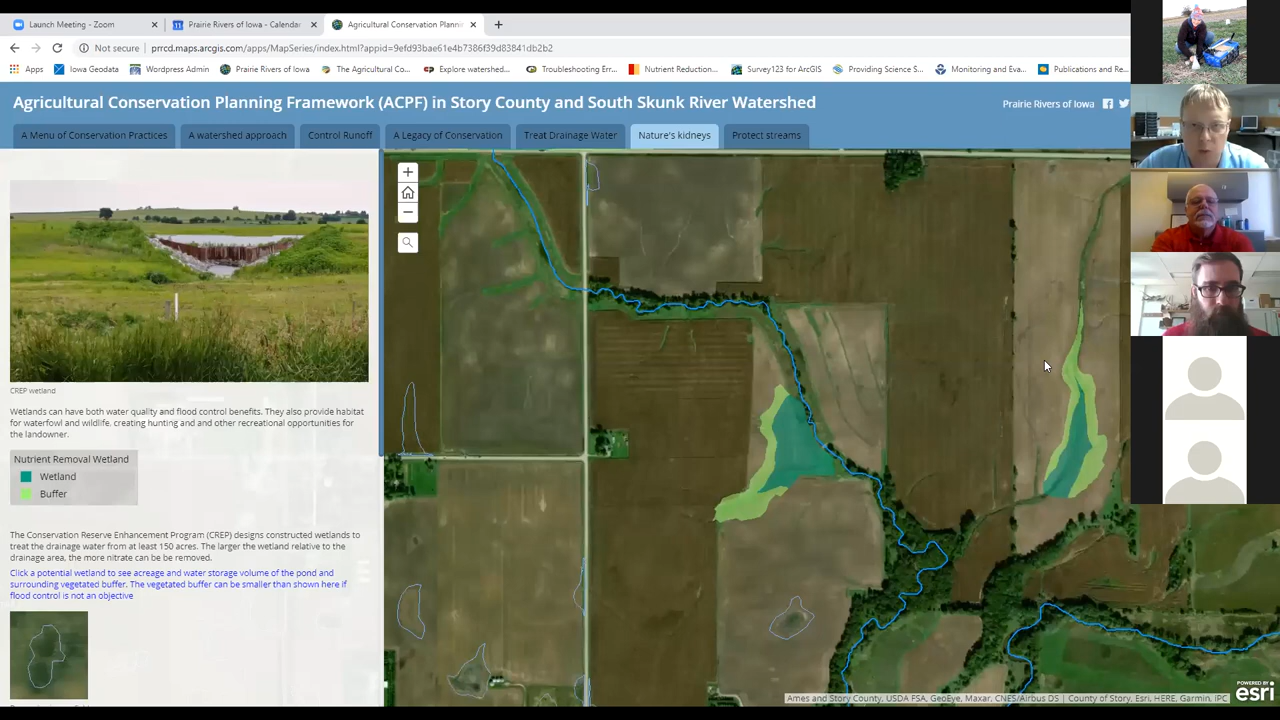 Launch Meeting - Zoom
Prairie Rivers of Iowa - Calenda
Agricultural Conservation Planni
Not secure
prrcd.maps.arcgis.com/apps/MapSeries/index.html?appid=9efd93bae61e4b7386f39d83841db2b2
Apps
Iowa Geodata
Wordpress Admin
Prairie Rivers of Iowa
The Agricultural Co...
Explore watershed...
Troubleshooting Err...
Nutrient Reduction...
Survey123 for ArcGIS
Providing Science S...
Monitoring and Eva...
Publications and Re...
Agricultural Conservation Planning Framework (ACPF) in Story County and South Skunk River Watershed
Prairie Rivers of Iowa
A Menu of Conservation Practices
A watershed approach
Control Runoff
A Legacy of Conservation
Treat Drainage Water
Nature's kidneys
Protect streams
CREP wetland
Wetlands can have both water quality and flood control benefits. They also provide habitat
for waterfowl and wildlife. creating hunting and and other recreational opportunities for
the landowner.
Nutrient Removal Wetland
Wetland
Buffer
The Conservation Reserve Enhancement Program (CREP) designs constructed wetlands to
treat the drainage water from at least 150 acres. The larger the wetland relative to the
drainage area, the more nitrate can be removed.
Click a potential wetland to see acreage and water storage volume of the pond and
surrounding vegetated buffer. The vegetated buffer can be smaller than shown here if
flood control is not an objective
Ames and Story County, USDA FSA, GeoEye, Maxar, CNES/Airbus DS | County of Story, Esri, HERE, Garmin, iPC
POWERED BY
esri